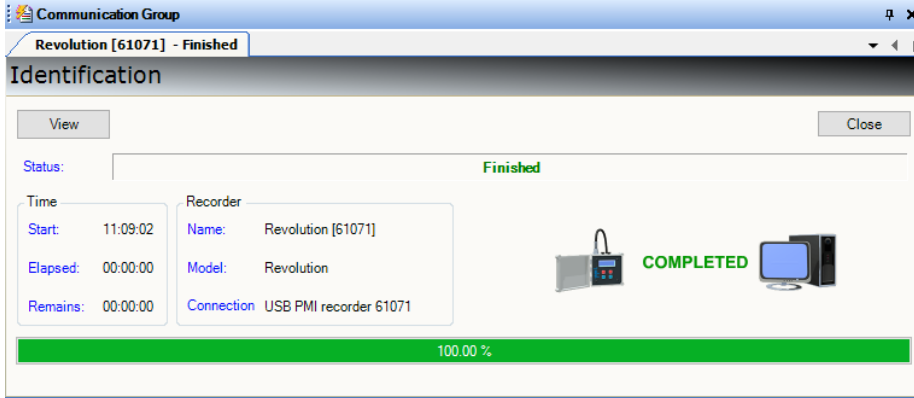 Communication Group
Revolution [61071] - Finished
Identification
View
Close
Status:
Finished
Time
Start: 11:09:02
Elapsed: 00:00:00
Remains: 00:00:00
Recorder
Name: Revolution [61071]
Model: Revolution
Connection USB PMI recorder 61071
COMPLETED
100.00 %